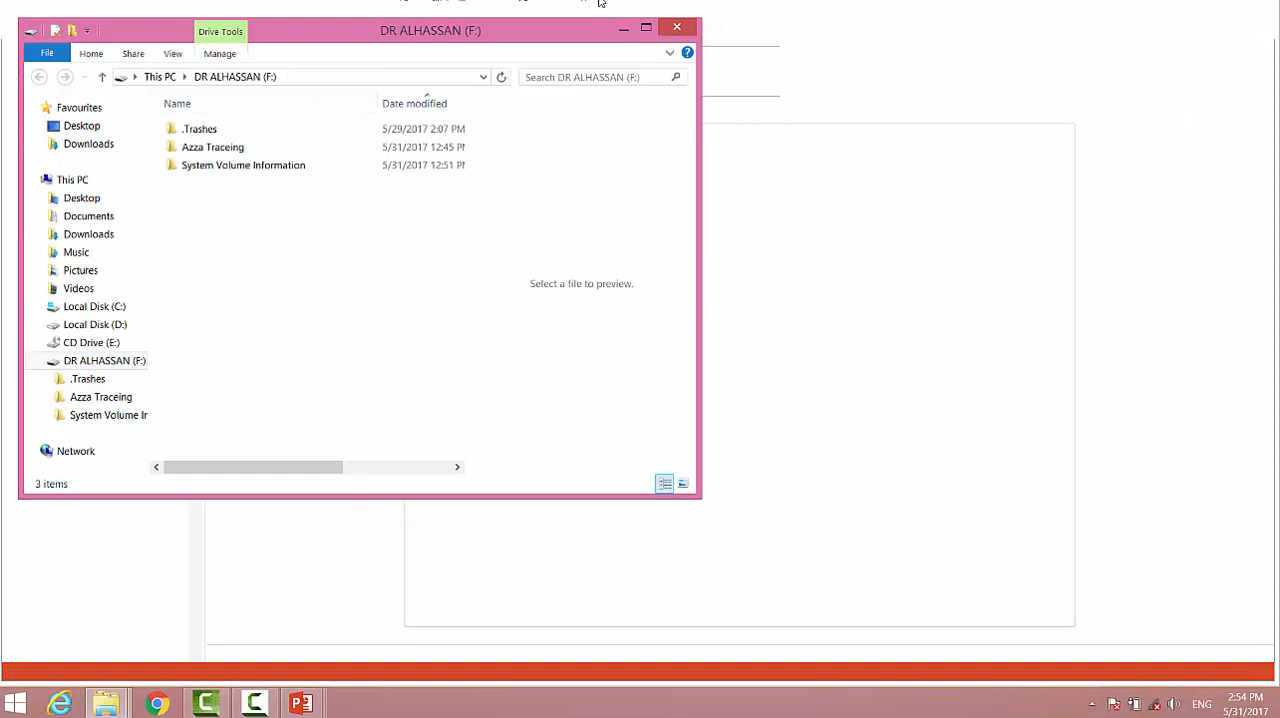 Drive Tools
DR ALHASSAN (F:)
File
Home
Share
View
Manage
This PC
DR ALHASSAN (F:)
Search DR ALHASSAN (F:)
Favourites
Desktop
Downloads
This PC
Desktop
Documents
Downloads
Music
Pictures
Videos
Local Disk (C:)
Local Disk (D:)
CD Drive (E:)
DR ALHASSAN (F:)
.Trashes
Azza Traceing
System Volume Ir
Network
Name
Date modified
.Trashes
5/29/2017 2:07 PM
Azza Traceing
5/31/2017 12:45 PM
System Volume Information
5/31/2017 12:51 PM
Select a file to preview.
3 items
ENG
2:54 PM
5/31/2017